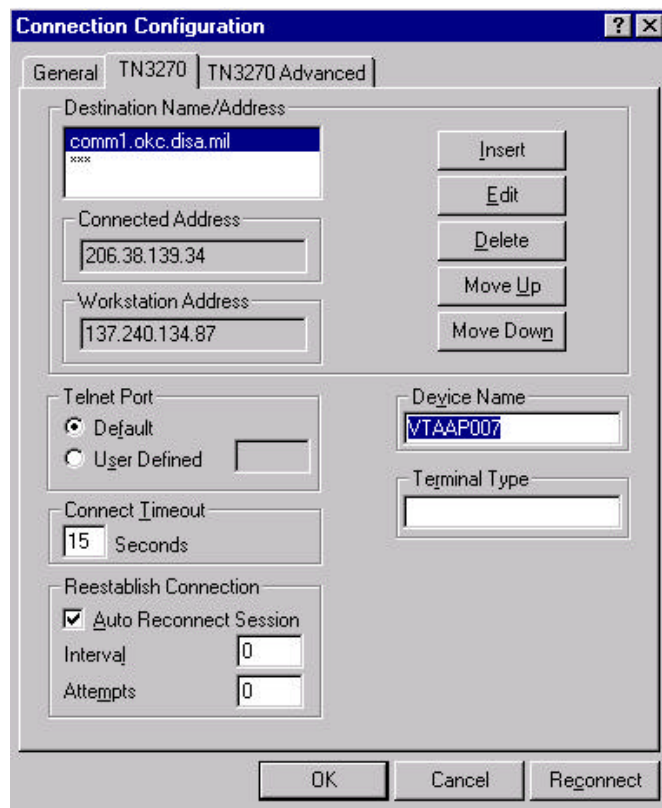 Connection Configuration
General TN3270 TN3270 Advanced
Destination Name/Address
comm1.okc.disa.mil
***
Insert
Edit
Delete
Move Up
Move Down
Connected Address
206.38.139.34
Workstation Address
137.240.134.87
Telnet Port
Default
User Defined
Device Name
VTAAP007
Terminal Type
Connect Timeout
15 Seconds
Reestablish Connection
Auto Reconnect Session
Interval 0
Attempts 0
OK Cancel Reconnect